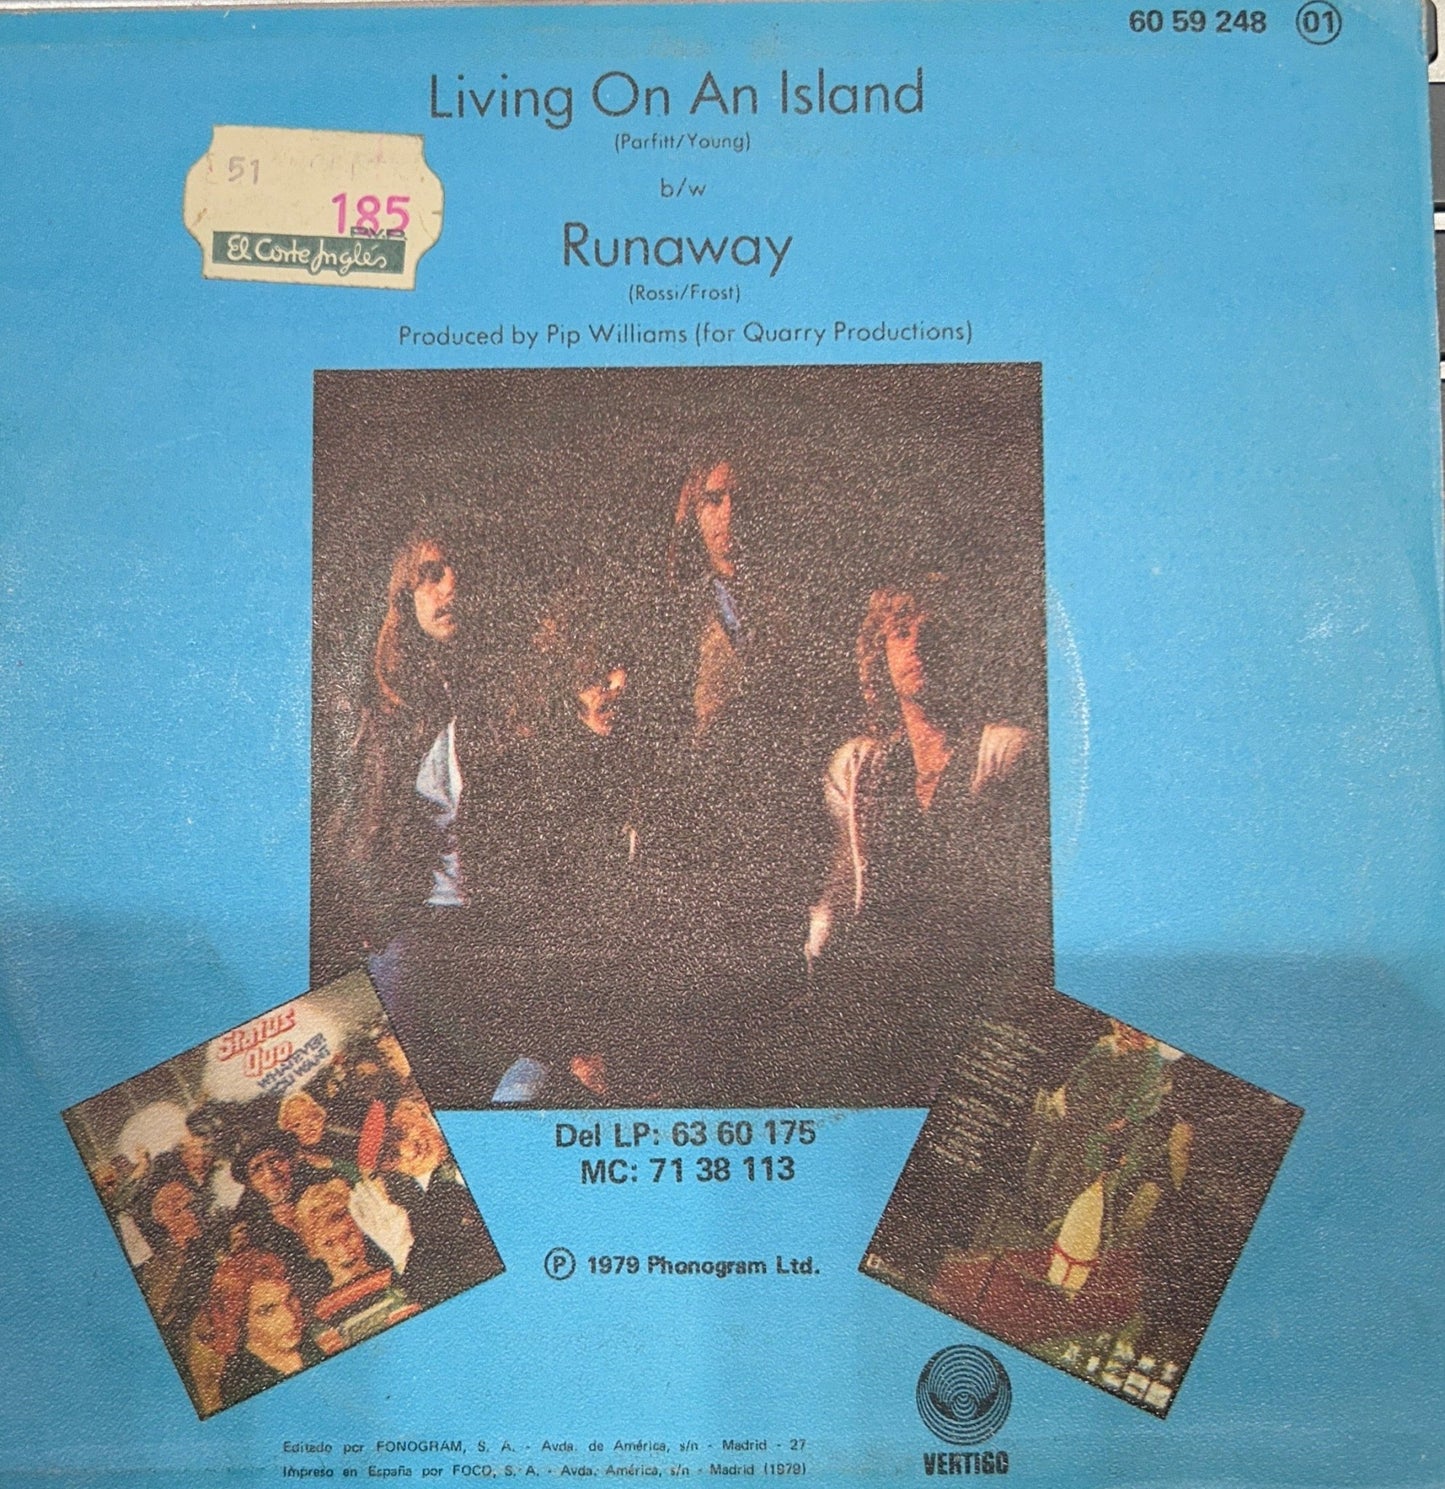 60 59 248 01
Living On An Island
(Parfitt/Young)
51
185
P.V.P.
El Corte Inglés
b/w
Runaway
(Rossi/Frost)
Produced by Pip Williams (for Quarry Productions)
Status
Quo
WHATEVER
YOU WANT
Del LP: 63 60 175
MC: 71 38 113
Ⓟ 1979 Phonogram Ltd.
VERTIGO
Editado por FONOGRAM, S. A. - Avda. de América, s/n - Madrid - 27
Impreso en España por FOCO, S. A. - Avda. América, s/n - Madrid (1979)